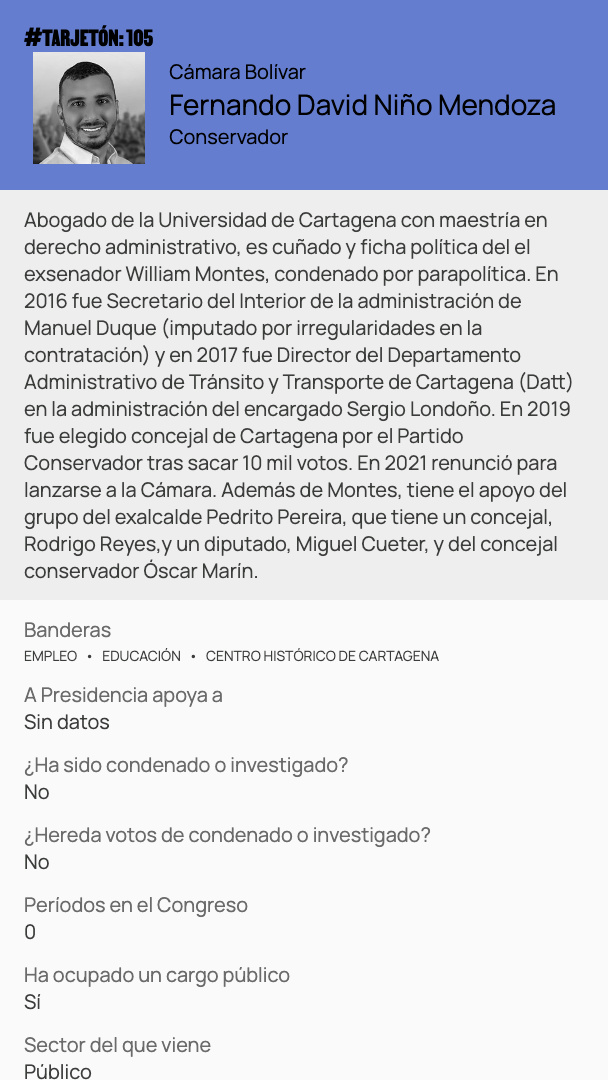 #TARJETÓN: 105
Cámara Bolívar
Fernando David Niño Mendoza
Conservador
Abogado de la Universidad de Cartagena con maestría en
derecho administrativo, es cuñado y ficha política del el
exsenador William Montes, condenado por parapolítica. En
2016 fue Secretario del Interior de la administración de
Manuel Duque (imputado por irregularidades en la
contratación) y en 2017 fue Director del Departamento
Administrativo de Tránsito y Transporte de Cartagena (Datt)
en la administración del encargado Sergio Londoño. En 2019
fue elegido concejal de Cartagena por el Partido
Conservador tras sacar 10 mil votos. En 2021 renunció para
lanzarse a la Cámara. Además de Montes, tiene el apoyo del
grupo del exalcalde Pedrito Pereira, que tiene un concejal,
Rodrigo Reyes,y un diputado, Miguel Cueter, y del concejal
conservador Óscar Marín.
Banderas
EMPLEO • EDUCACIÓN • CENTRO HISTÓRICO DE CARTAGENA
A Presidencia apoya a
Sin datos
¿Ha sido condenado o investigado?
No
¿Hereda votos de condenado o investigado?
No
Períodos en el Congreso
0
Ha ocupado un cargo público
Sí
Sector del que viene
Público